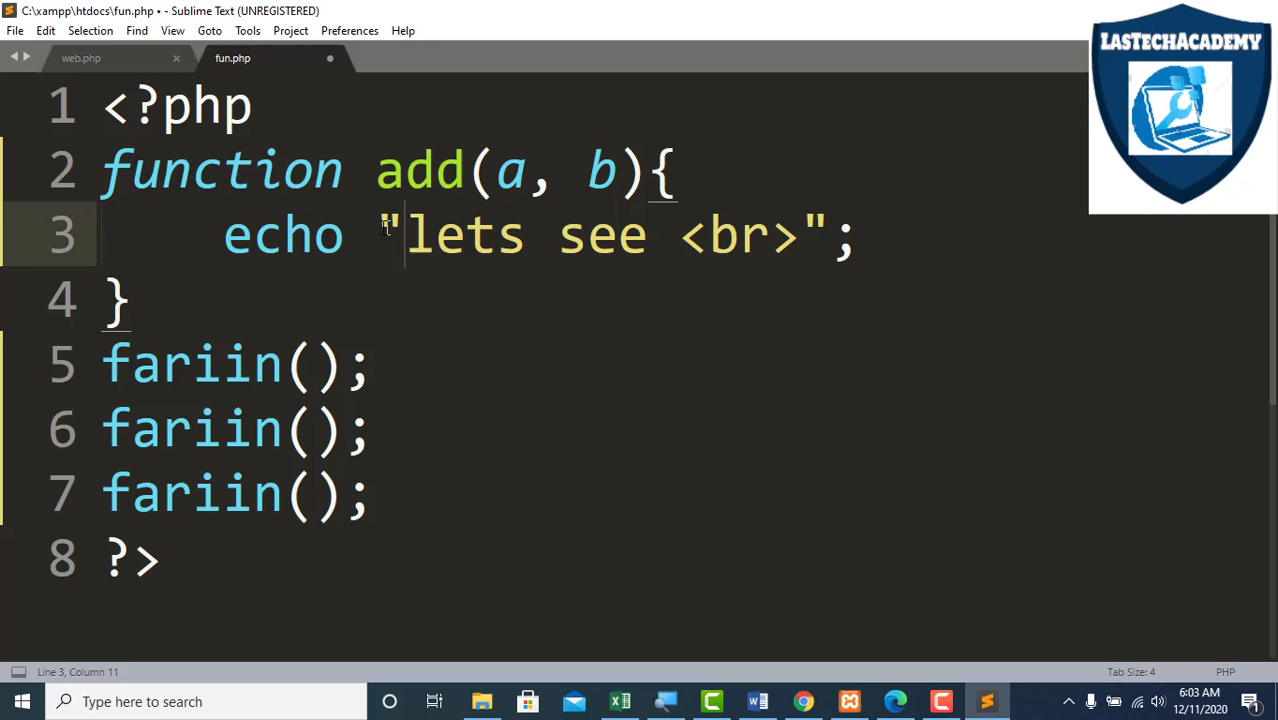 C:\xampp\htdocs\fun.php • - Sublime Text (UNREGISTERED)
File Edit Selection Find View Goto Tools Project Preferences Help
web.php fun.php
LASTECHACADEMY
1 <?php
2 function add(a, b){
3 echo "lets see <br>";
4 }
5 fariin();
6 fariin();
7 fariin();
8 ?>
Line 3, Column 11 Tab Size: 4 PHP
Type here to search
6:03 AM
12/11/2020